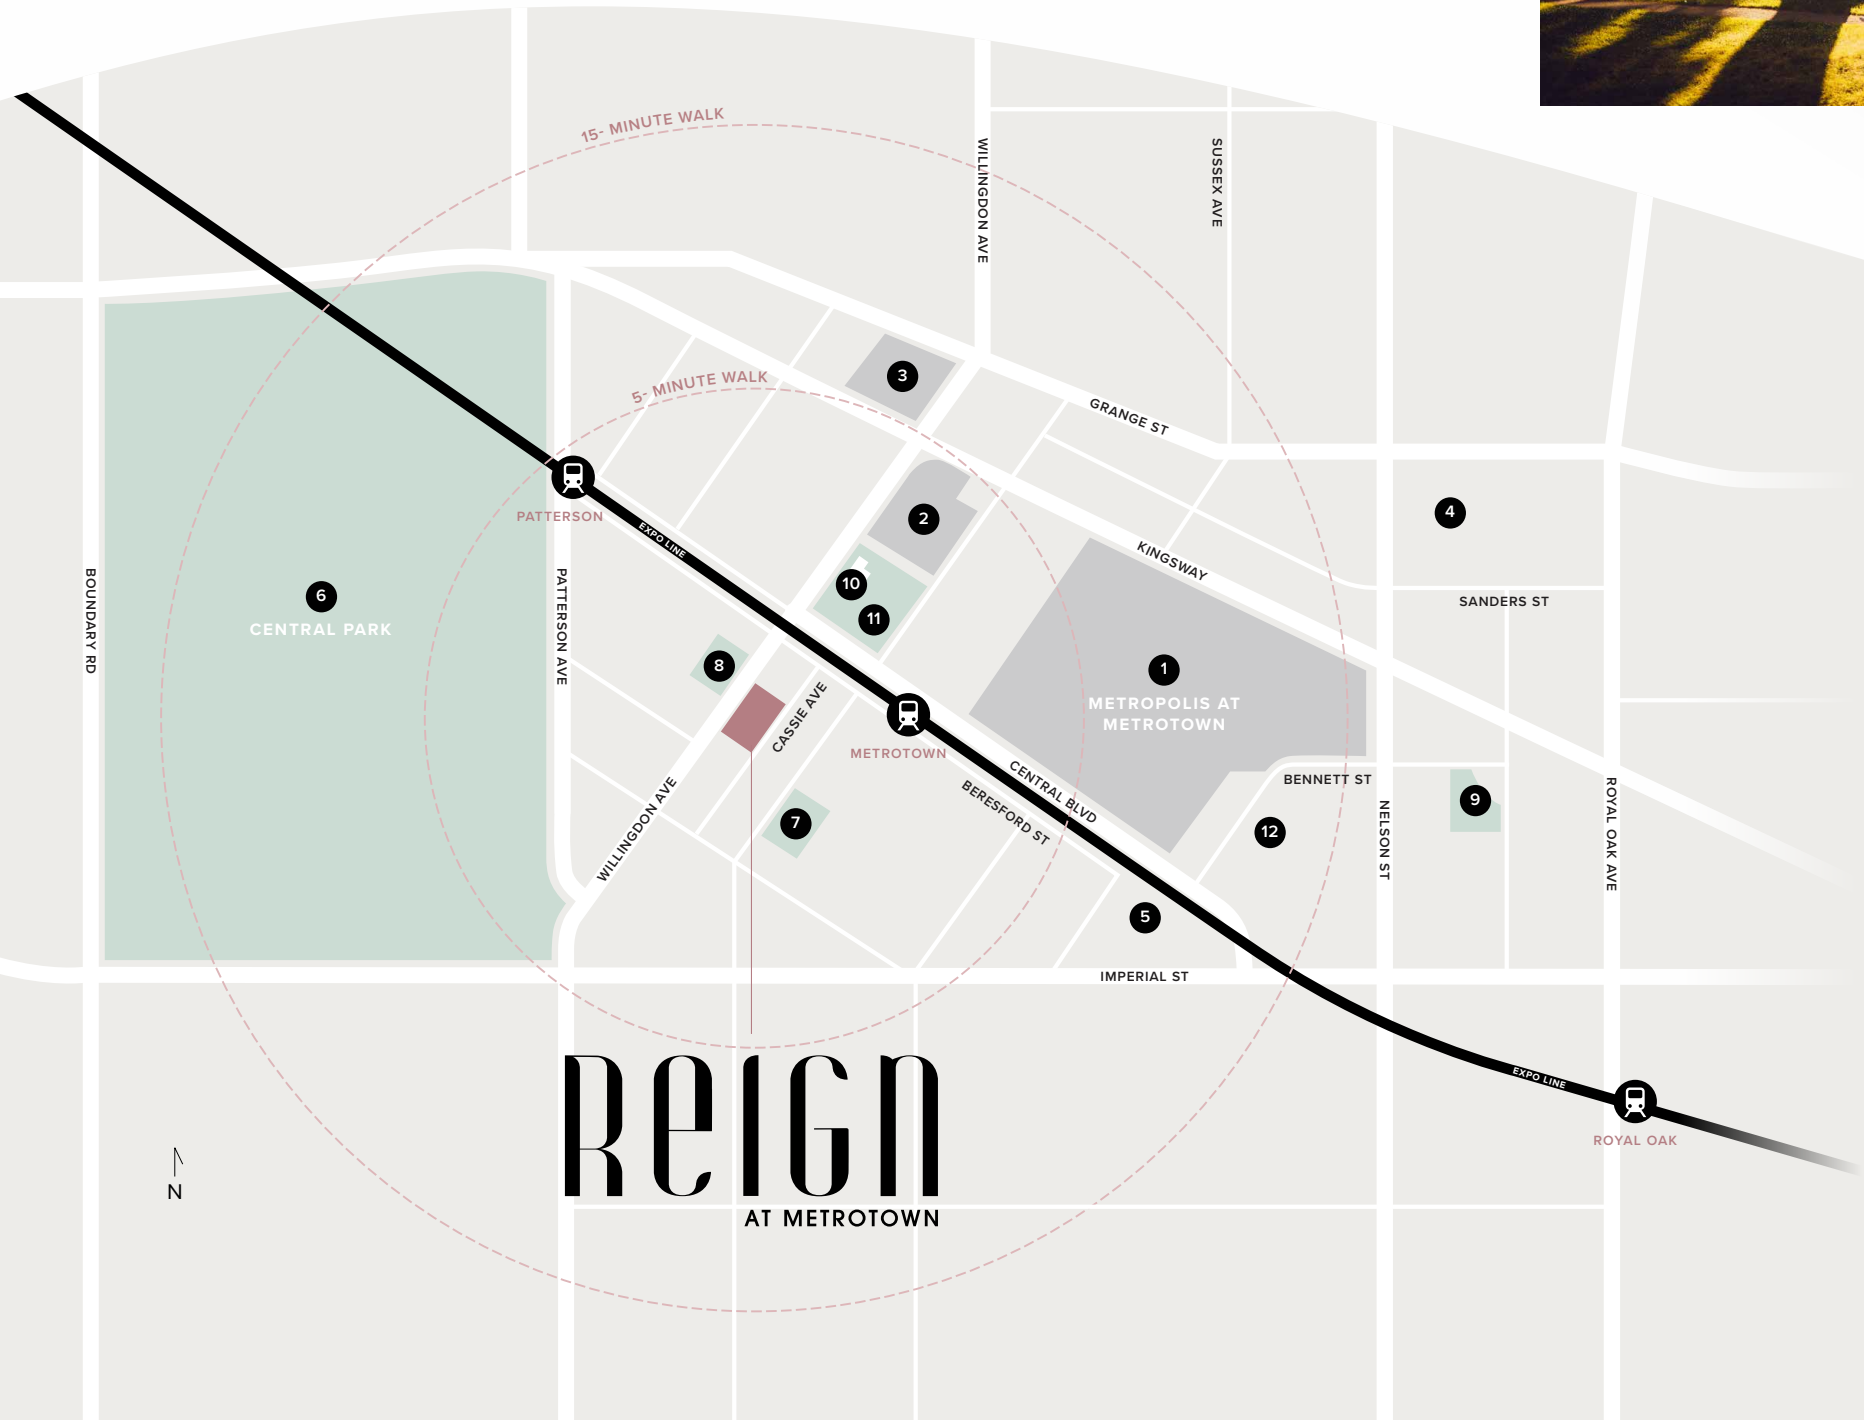 15- MINUTE WALK
WILLINGDON AVE
SUSSEX AVE
5- MINUTE WALK
3
GRANGE ST
PATTERSON
EXPO LINE
2
4
KINGSWAY
BOUNDARY RD
PATTERSON AVE
6
CENTRAL PARK
10
11
SANDERS ST
8
1
METROPOLIS AT
METROTOWN
CASSIE AVE
METROTOWN
CENTRAL BLVD
BERESFORD ST
BENNETT ST
WILLINGDON AVE
7
12
NELSON ST
9
ROYAL OAK AVE
5
IMPERIAL ST
REIGN
AT METROTOWN
EXPO LINE
ROYAL OAK
N